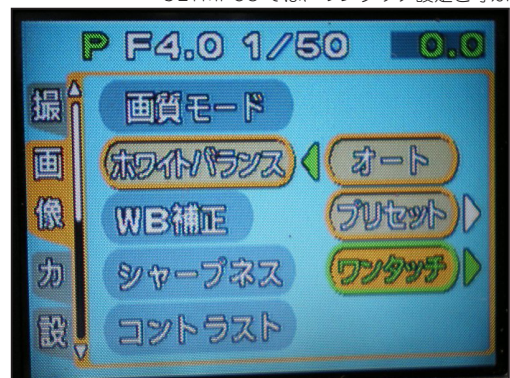 P F4.0 1/50 0.0
撮
画像
カ
設
画質モード
ホワイトバランス
オート
WB補正
プリセット
シャープネス
ワンタッチ
コントラスト